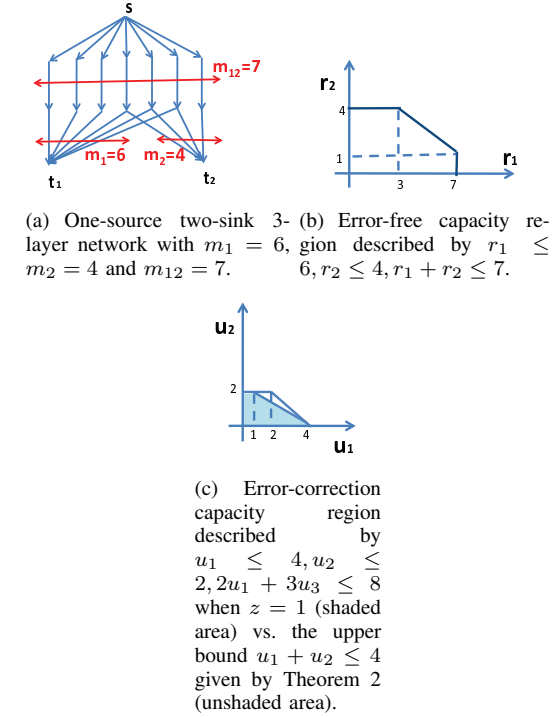 s
m12=7
m1=6 m2=4
t1 t2
r2
4
1
r1
3 7
(a) One-source two-sink 3-
layer network with m1 = 6,
m2 = 4 and m12 = 7.
(b) Error-free capacity re-
gion described by r1 ≤
6, r2 ≤ 4, r1 + r2 ≤ 7.
u2
2
1 2 4
u1
(c) Error-correction
capacity region
described by
u1 ≤ 4, u2 ≤
2, 2u1 + 3u3 ≤ 8
when z = 1 (shaded
area) vs. the upper
bound u1 + u2 ≤ 4
given by Theorem 2
(unshaded area).